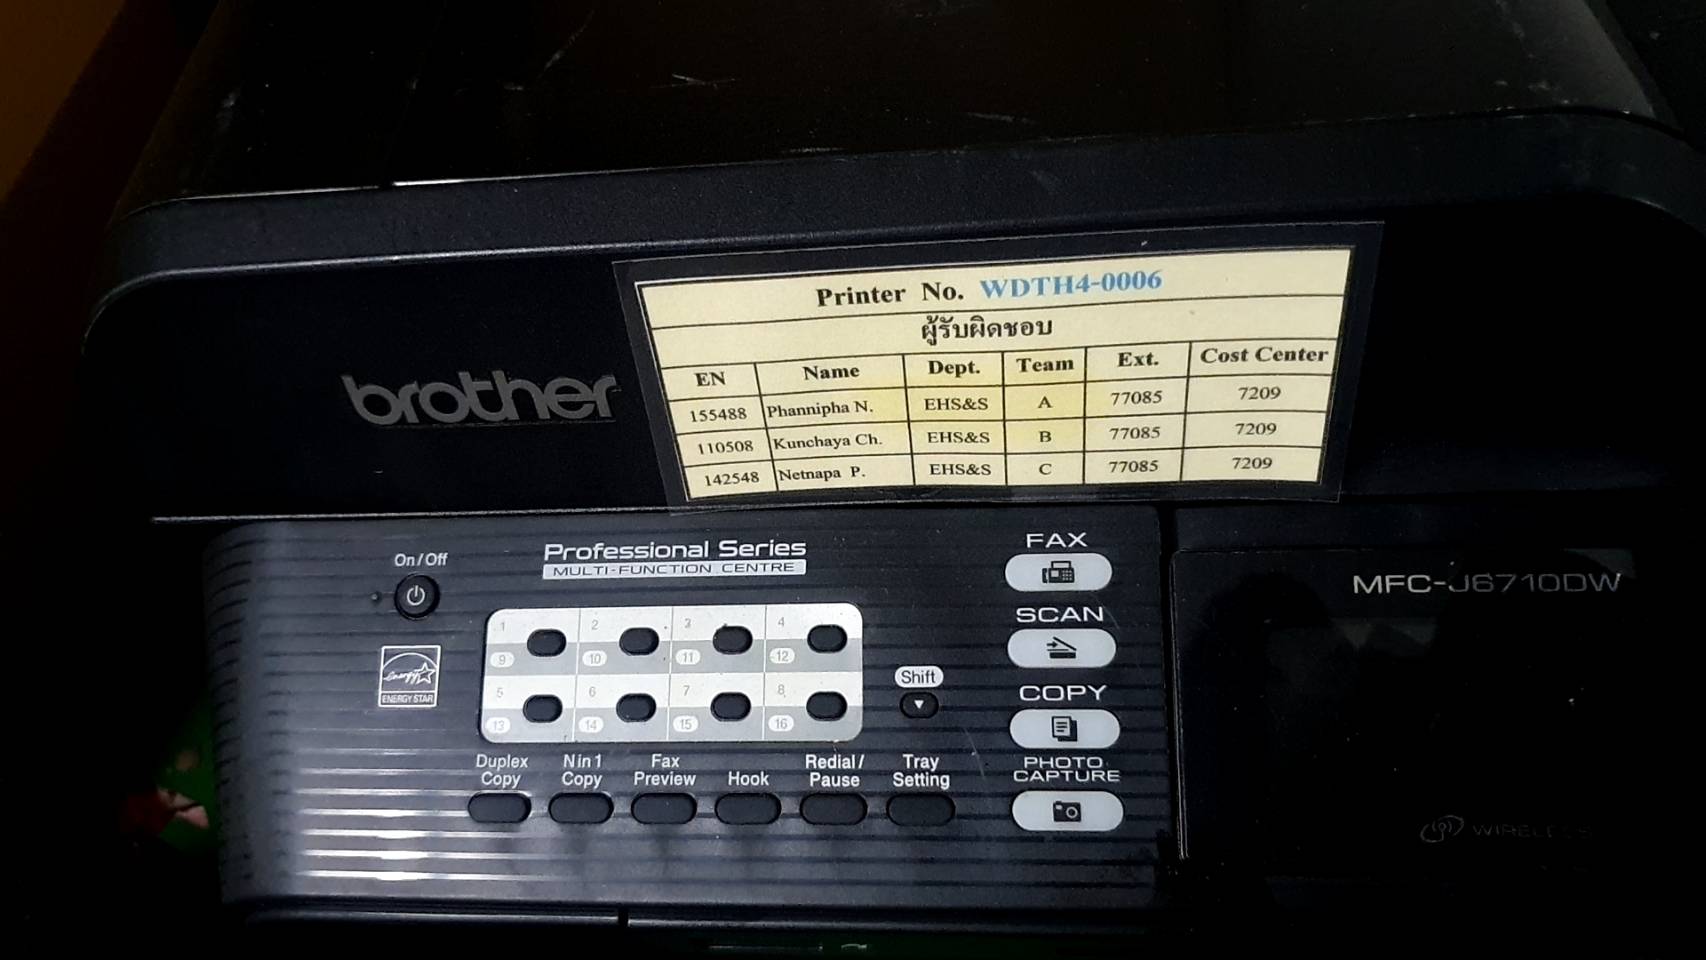 Printer No. WDTH4-0006
ผู้รับผิดชอบ
EN Name Dept. Team Ext. Cost Center
155488 Phannipha N. EHS&S A 77085 7209
110508 Kunchaya Ch. EHS&S B 77085 7209
142548 Netnapa P. EHS&S C 77085 7209
brother
On/Off
Professional Series
MULTI-FUNCTION CENTRE
FAX
MFC-J6710DW
1 2 3 4
9 10 11 12
SCAN
energy
ENERGY STAR
5 6 7 8
13 14 15 16
Shift
COPY
Duplex Copy
N in 1 Copy
Fax Preview
Hook
Redial / Pause
Tray Setting
PHOTO
CAPTURE
WIRELESS